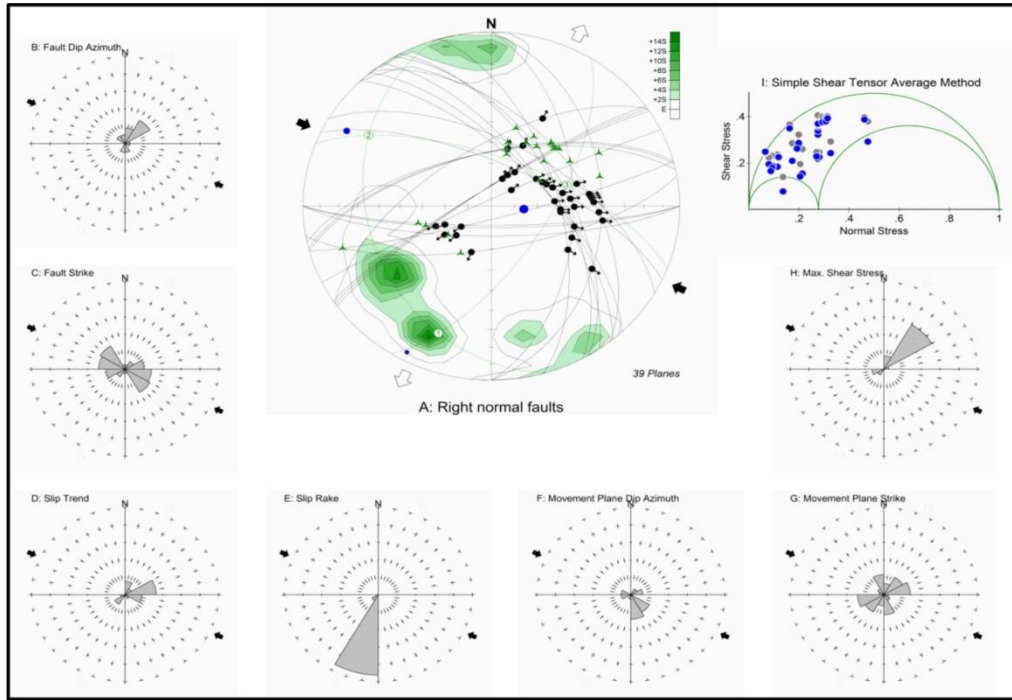 B: Fault Dip Azimuth
N
C: Fault Strike
N
D: Slip Trend
N
N
+14S
+12S
+10S
+8S
+6S
+4S
+2S
E
2
1
39 Planes
A: Right normal faults
E: Slip Rake
N
F: Movement Plane Dip Azimuth
N
G: Movement Plane Strike
N
H: Max. Shear Stress
N
I: Simple Shear Tensor Average Method
Shear Stress
.4
.2
.2
.4
.6
.8
1
Normal Stress